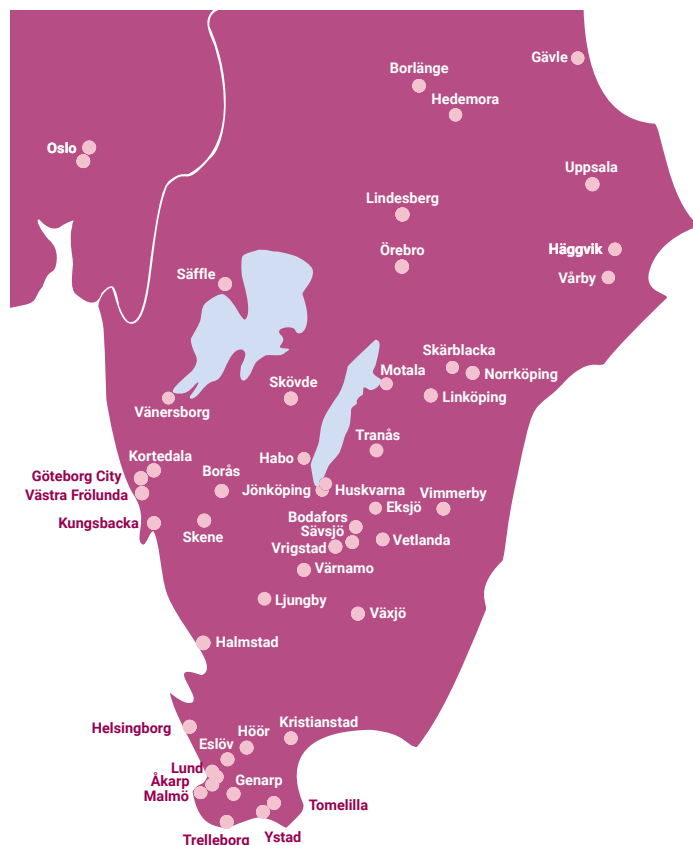 Gävle
Borlänge
Hedemora
Oslo
Uppsala
Lindesberg
Örebro
Häggvik
Säffle
Vårby
Skärblacka
Motala
Norrköping
Skövde
Linköping
Vänersborg
Tranås
Kortedala
Habo
Göteborg City
Borås
Jönköping
Huskvarna
Vimmerby
Västra Frölunda
Eksjö
Kungsbacka
Bodafors
Skene
Sävsjö
Vetlanda
Vrigstad
Värnamo
Ljungby
Växjö
Halmstad
Helsingborg
Kristianstad
Höör
Eslöv
Lund
Åkarp
Genarp
Malmö
Tomelilla
Ystad
Trelleborg